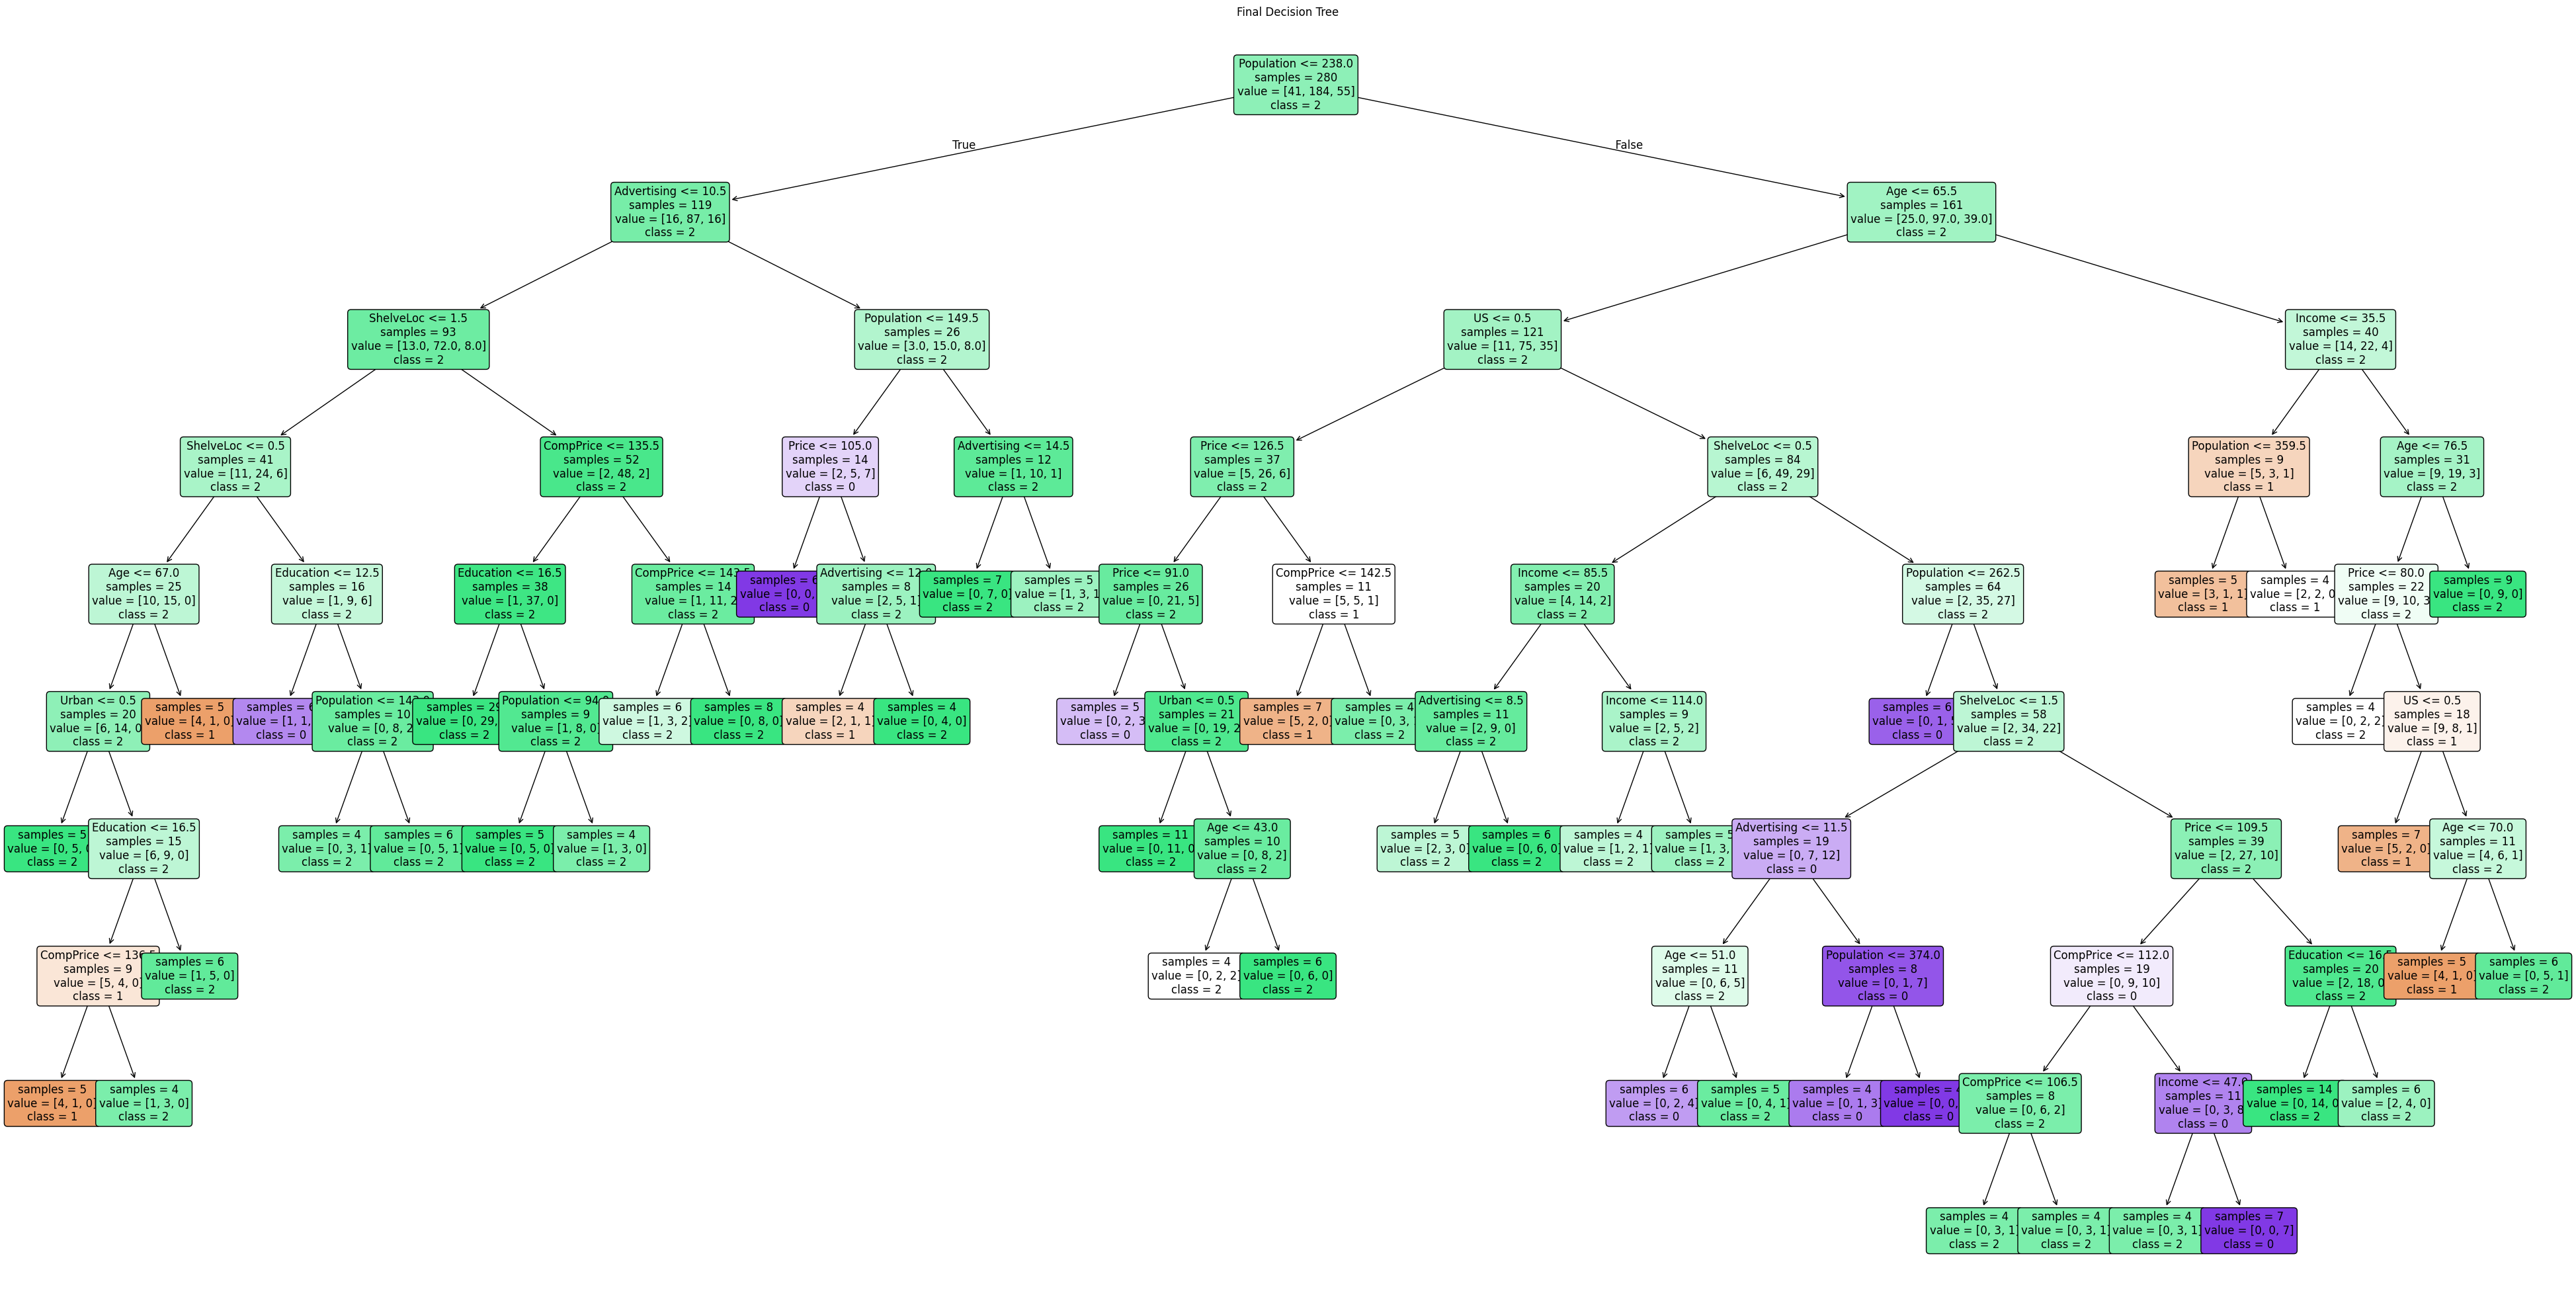 Final Decision Tree
Population <= 238.0
samples = 280
value = [41, 184, 55]
class = 2
True
False
Advertising <= 10.5
samples = 119
value = [16, 87, 16]
class = 2
Age <= 65.5
samples = 161
value = [25.0, 97.0, 39.0]
class = 2
ShelveLoc <= 1.5
samples = 93
value = [13.0, 72.0, 8.0]
class = 2
Population <= 149.5
samples = 26
value = [3.0, 15.0, 8.0]
class = 2
US <= 0.5
samples = 121
value = [11, 75, 35]
class = 2
Income <= 35.5
samples = 40
value = [14, 22, 4]
class = 2
ShelveLoc <= 0.5
samples = 41
value = [11, 24, 6]
class = 2
CompPrice <= 135.5
samples = 52
value = [2, 48, 2]
class = 2
Price <= 105.0
samples = 14
value = [2, 5, 7]
class = 0
Advertising <= 14.5
samples = 12
value = [1, 10, 1]
class = 2
Price <= 126.5
samples = 37
value = [5, 26, 6]
class = 2
ShelveLoc <= 0.5
samples = 84
value = [6, 49, 29]
class = 2
Population <= 359.5
samples = 9
value = [5, 3, 1]
class = 1
Age <= 76.5
samples = 31
value = [9, 19, 3]
class = 2
Age <= 67.0
samples = 25
value = [10, 15, 0]
class = 2
Education <= 12.5
samples = 16
value = [1, 9, 6]
class = 2
Education <= 16.5
samples = 38
value = [1, 37, 0]
class = 2
CompPrice <= 143.5
samples = 14
value = [1, 11, 2
class = 2
samples = 6
value = [0, 0,
class = 0
Advertising <= 12.0
samples = 8
value = [2, 5, 1]
class = 2
samples = 7
value = [0, 7, 0]
class = 2
samples = 5
value = [1, 3, 1
class = 2
Price <= 91.0
samples = 26
value = [0, 21, 5]
class = 2
CompPrice <= 142.5
samples = 11
value = [5, 5, 1]
class = 1
Income <= 85.5
samples = 20
value = [4, 14, 2]
class = 2
Population <= 262.5
samples = 64
value = [2, 35, 27]
class = 2
samples = 5
value = [3, 1, 1]
class = 1
samples = 4
value = [2, 2, 0
class = 1
Price <= 80.0
samples = 22
value = [9, 10, 3
class = 2
samples = 9
value = [0, 9, 0]
class = 2
Urban <= 0.5
samples = 20
value = [6, 14, 0
class = 2
samples = 5
value = [4, 1, 0]
class = 1
samples = 6
value = [1, 1,
class = 0
Population <= 143.0
samples = 10
value = [0, 8, 2
class = 2
samples = 29
value = [0, 29,
class = 2
Population <= 94.0
samples = 9
value = [1, 8, 0]
class = 2
samples = 6
value = [1, 3, 2]
class = 2
samples = 8
value = [0, 8, 0]
class = 2
samples = 4
value = [2, 1, 1]
class = 1
samples = 4
value = [0, 4, 0]
class = 2
samples = 5
value = [0, 2, 3
class = 0
Urban <= 0.5
samples = 21
value = [0, 19, 2
class = 2
samples = 7
value = [5, 2, 0]
class = 1
samples = 4
value = [0, 3,
class = 2
Advertising <= 8.5
samples = 11
value = [2, 9, 0]
class = 2
Income <= 114.0
samples = 9
value = [2, 5, 2]
class = 2
samples = 6
value = [0, 1, 5
class = 0
ShelveLoc <= 1.5
samples = 58
value = [2, 34, 22]
class = 2
samples = 4
value = [0, 2, 2]
class = 2
US <= 0.5
samples = 18
value = [9, 8, 1]
class = 1
samples = 5
value = [0, 5, 0
class = 2
Education <= 16.5
samples = 15
value = [6, 9, 0]
class = 2
samples = 4
value = [0, 3, 1]
class = 2
samples = 6
value = [0, 5, 1]
class = 2
samples = 5
value = [0, 5, 0]
class = 2
samples = 4
value = [1, 3, 0]
class = 2
samples = 11
value = [0, 11, 0
class = 2
Age <= 43.0
samples = 10
value = [0, 8, 2]
class = 2
samples = 5
value = [2, 3, 0]
class = 2
samples = 6
value = [0, 6, 0]
class = 2
samples = 4
value = [1, 2, 1]
class = 2
samples = 5
value = [1, 3,
class = 2
Advertising <= 11.5
samples = 19
value = [0, 7, 12]
class = 0
Price <= 109.5
samples = 39
value = [2, 27, 10]
class = 2
samples = 7
value = [5, 2, 0]
class = 1
Age <= 70.0
samples = 11
value = [4, 6, 1]
class = 2
CompPrice <= 136.5
samples = 9
value = [5, 4, 0]
class = 1
samples = 6
value = [1, 5, 0]
class = 2
samples = 4
value = [0, 2, 2]
class = 2
samples = 6
value = [0, 6, 0]
class = 2
Age <= 51.0
samples = 11
value = [0, 6, 5]
class = 2
Population <= 374.0
samples = 8
value = [0, 1, 7]
class = 0
CompPrice <= 112.0
samples = 19
value = [0, 9, 10]
class = 0
Education <= 16.5
samples = 20
value = [2, 18, 0
class = 2
samples = 5
value = [4, 1, 0]
class = 1
samples = 6
value = [0, 5, 1]
class = 2
samples = 5
value = [4, 1, 0]
class = 1
samples = 4
value = [1, 3, 0]
class = 2
samples = 6
value = [0, 2, 4]
class = 0
samples = 5
value = [0, 4, 1]
class = 2
samples = 4
value = [0, 1, 3]
class = 0
samples = 4
value = [0, 0,
class = 0
CompPrice <= 106.5
samples = 8
value = [0, 6, 2]
class = 2
Income <= 47.0
samples = 11
value = [0, 3, 8
class = 0
samples = 14
value = [0, 14, 0
class = 2
samples = 6
value = [2, 4, 0]
class = 2
samples = 4
value = [0, 3, 1]
class = 2
samples = 4
value = [0, 3, 1]
class = 2
samples = 4
value = [0, 3, 1]
class = 2
samples = 7
value = [0, 0, 7]
class = 0